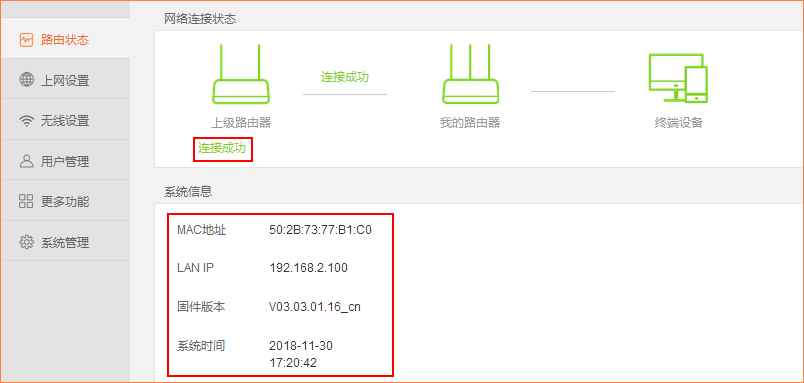 路由状态
上网设置
无线设置
用户管理
更多功能
系统管理
网络连接状态
连接成功
上级路由器
我的路由器
终端设备
连接成功
系统信息
MAC地址 50:2B:73:77:B1:C0
LAN IP 192.168.2.100
固件版本 V03.03.01.16_cn
系统时间 2018-11-30
17:20:42